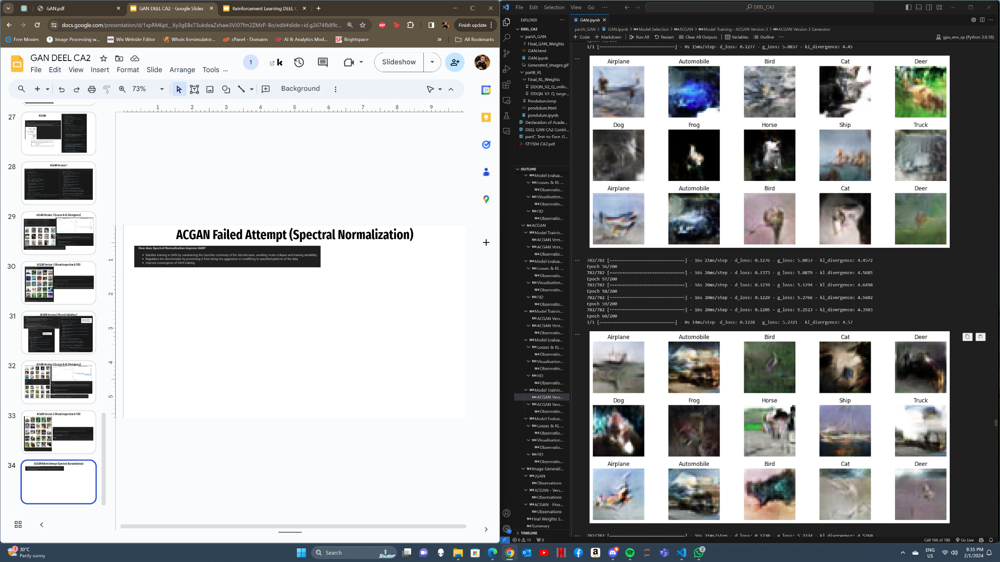 GAN.pdf
GAN DEEL CA2 - Google Slides
Reinforcement Learning DEEL C
docs.google.com/presentation/d/1xpRM6pt__Xy3gEBx73ukdeaZxhaw3VJ07fm2ZMzP-Bo/edit#slide=id.g2674fb89c...
Finish update
Free Movies
Image Processing w...
Wix Website Editor
Whois firesimulator...
cPanel - Domains
AI & Analytics Mod...
Brightspace
All Bookmarks
GAN DEEL CA2
1
Slideshow
File Edit View Insert Format Slide Arrange Tools ...
73%
Background
1 2 3 4 5 6 7 8 9
27
ACGAN
28
ACGAN Version 1
29
ACGAN Version 1 (Losses & KL Divergence)
30
ACGAN Version 1 (Visual Inspection & FID)
31
ACGAN Version 2 (Kernel Initializer)
32
ACGAN Version 2 (Losses & KL Divergence)
33
ACGAN Version 2 (Visual Inspection & FID)
34
ACGAN Failed Attempt (Spectral Normalization)
1
2
3
4
5
ACGAN Failed Attempt (Spectral Normalization)
How does Spectral Normalization improve GAN?
Stabilize training in GAN by constraining the Lipschitz continuity of the discriminator, avoiding mode collapse and training instability.
Regularize the discriminator by preventing it from being too aggressive or overfitting to specified patterns of the data.
Improve convergence of GAN training
File Edit Selection View Go ...
DEEL_CA2
EXPLORER
DEEL_CA2
partA_GAN
Final_GAN_Weights
GAN.html
GAN.ipynb
Generated_Images.gif
partB_RL
Final_RL_Weights
DDQN_V2_Q_onlin...
DDQN_V2_Q_targe...
Pendulum.bmp
pendulum.html
pendulum.ipynb
Declaration of Acade...
DEEL GAN CA2 Contri...
partC_Text-to-Face_G...
ST1504 CA2.pdf
OUTLINE
Model Evalua...
Losses & KL ...
Observatio...
Visualisation...
Observatio...
FID
Observatio...
ACGAN
Model Trainin...
ACGAN Vers...
ACGAN Vers...
Observatio...
Model Evalua...
Losses & KL ...
Observatio...
Visualisation...
Observatio...
FID
Observatio...
Model Trainin...
ACGAN Vers...
ACGAN Vers...
Observatio...
Model Evalua...
Losses & KL ...
Observatio...
Visualisation...
Observatio...
FID
Observatio...
Model Trainin...
ACGAN Vers...
ACGAN Vers...
Observatio...
Model Evalua...
Losses & KL ...
Observatio...
Visualisation...
Observatio...
FID
Observatio...
Image Generati...
cGAN
Observations
ACGAN - Vers...
Observations
ACGAN - Fina...
Observations
Final Weights S...
Summary
TIMELINE
GAN.ipynb
partA_GAN > GAN.ipynb > Model Selection > ACGAN > Model Training - ACGAN Version 3 > ACGAN Version 3 Generator
Code Markdown Run All Restart Clear All Outputs Variables Outline ...
gpu_env_sp (Python 3.8.18)
1/1 [==============================] - 0s 15ms/step- d_loss: 0.1277 - g_loss: 5.0837 - kl_divergence: 4.45
Airplane Automobile Bird Cat Deer
Dog Frog Horse Ship Truck
Airplane Automobile Bird Cat Deer
782/782 [==============================] - 16s 21ms/step - d_loss: 0.1276 - g_loss: 5.0853 - kl_divergence: 4.4572
Epoch 56/200
782/782 [==============================] - 16s 20ms/step - d_loss: 0.1373 - g_loss: 5.0879 - kl_divergence: 4.5685
Epoch 57/200
782/782 [==============================] - 16s 20ms/step - d_loss: 0.1239 - g_loss: 5.1294 - kl_divergence: 4.6498
Epoch 58/200
782/782 [==============================] - 16s 20ms/step - d_loss: 0.1229 - g_loss: 5.2766 - kl_divergence: 4.5602
Epoch 59/200
782/782 [==============================] - 16s 20ms/step - d_loss: 0.1205 - g_loss: 5.2523 - kl_divergence: 4.3503
Epoch 60/200
1/1 [==============================] - 0s 14ms/step- d_loss: 0.1228 - g_loss: 5.2321 - kl_divergence: 4.57
Airplane Automobile Bird Cat Deer
Dog Frog Horse Ship Truck
Airplane Automobile Bird Cat Deer
782/782 [==============================] - 16s 21ms/step - d_loss: 0.1230 - g_loss: 5.2334 - kl_divergence: 4.5760
0 11 0
Cell 166 of 198
Go Live
30°C
Partly sunny
Search
ENG
US
8:35 PM
2/1/2024